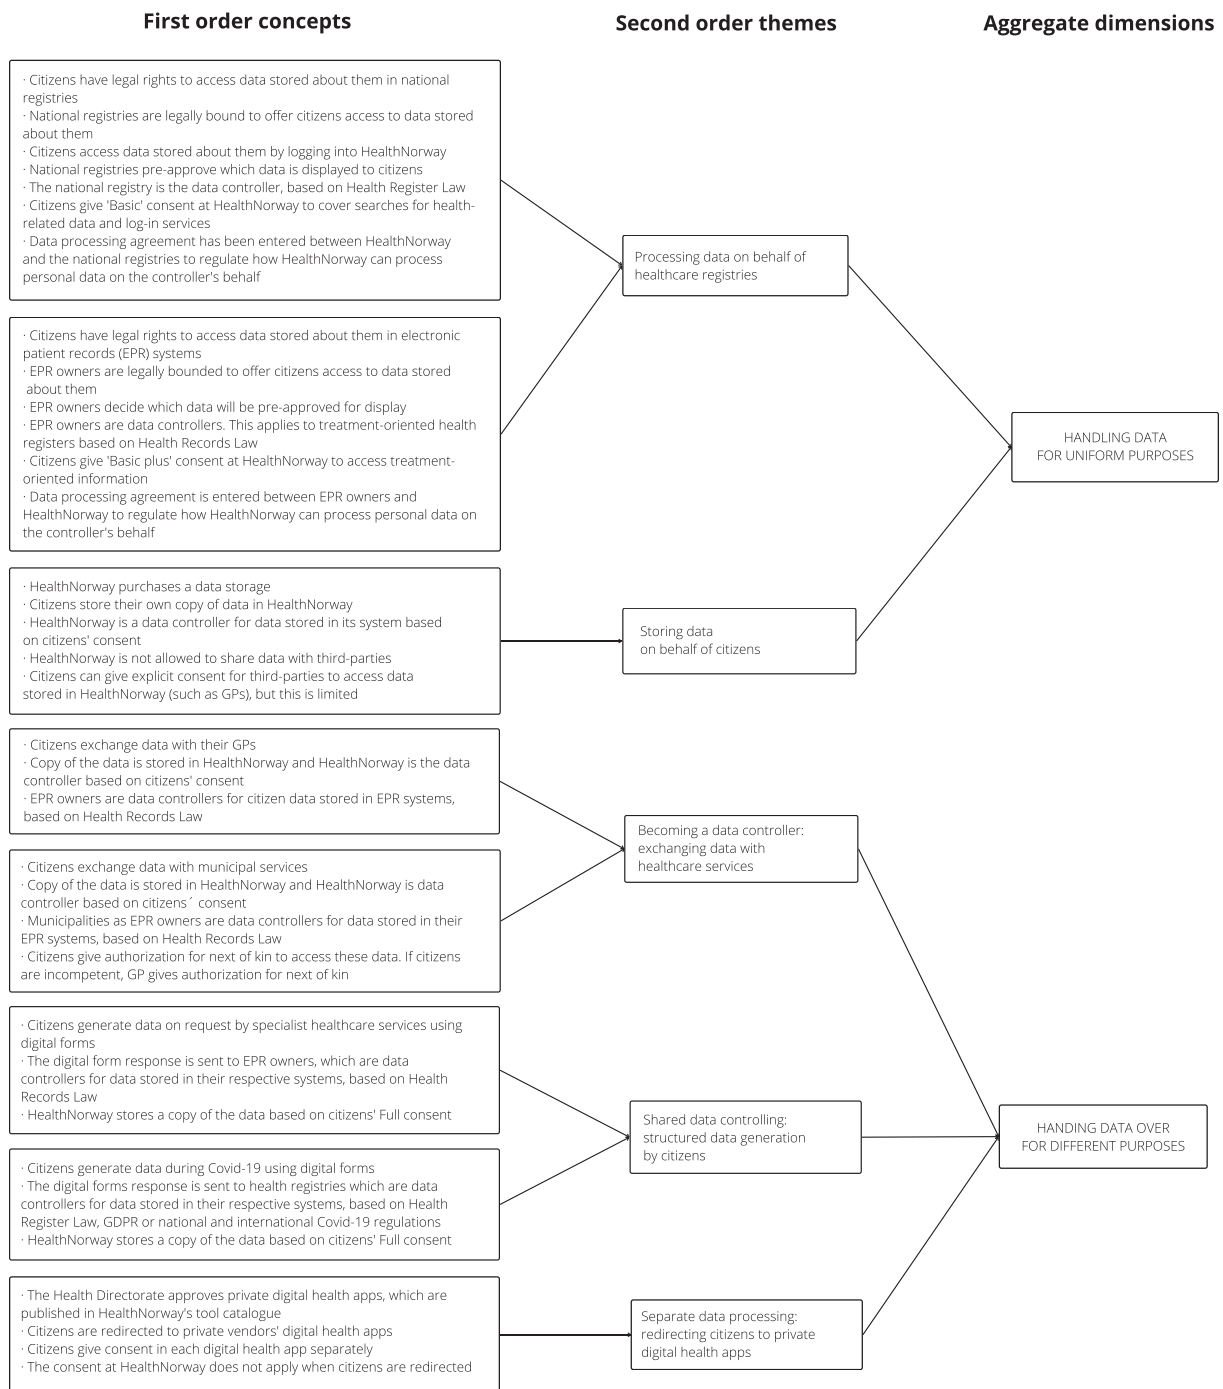 First order concepts
Second order themes
Aggregate dimensions
· Citizens have legal rights to access data stored about them in national
registries
· National registries are legally bound to offer citizens access to data stored
about them
· Citizens access data stored about them by logging into HealthNorway
· National registries pre-approve which data is displayed to citizens
· The national registry is the data controller, based on Health Register Law
· Citizens give 'Basic' consent at HealthNorway to cover searches for health-
related data and log-in services
· Data processing agreement has been entered between HealthNorway
and the national registries to regulate how HealthNorway can process
personal data on the controller's behalf
· Citizens have legal rights to access data stored about them in electronic
patient records (EPR) systems
· EPR owners are legally bounded to offer citizens access to data stored
about them
· EPR owners decide which data will be pre-approved for display
· EPR owners are data controllers. This applies to treatment-oriented health
registers based on Health Records Law
· Citizens give 'Basic plus' consent at HealthNorway to access treatment-
oriented information
· Data processing agreement is entered between EPR owners and
HealthNorway to regulate how HealthNorway can process personal data on
the controller's behalf
Processing data on behalf of
healthcare registries
· HealthNorway purchases a data storage
· Citizens store their own copy of data in HealthNorway
· HealthNorway is a data controller for data stored in its system based
on citizens' consent
· HealthNorway is not allowed to share data with third-parties
· Citizens can give explicit consent for third-parties to access data
stored in HealthNorway (such as GPs), but this is limited
Storing data
on behalf of citizens
HANDLING DATA
FOR UNIFORM PURPOSES
· Citizens exchange data with their GPs
· Copy of the data is stored in HealthNorway and HealthNorway is the data
controller based on citizens' consent
· EPR owners are data controllers for citizen data stored in EPR systems,
based on Health Records Law
· Citizens exchange data with municipal services
· Copy of the data is stored in HealthNorway and HealthNorway is data
controller based on citizens´ consent
· Municipalities as EPR owners are data controllers for data stored in their
EPR systems, based on Health Records Law
· Citizens give authorization for next of kin to access these data. If citizens
are incompetent, GP gives authorization for next of kin
Becoming a data controller:
exchanging data with
healthcare services
· Citizens generate data on request by specialist healthcare services using
digital forms
· The digital form response is sent to EPR owners, which are data
controllers for data stored in their respective systems, based on Health
Records Law
· HealthNorway stores a copy of the data based on citizens' Full consent
· Citizens generate data during Covid-19 using digital forms
· The digital forms response is sent to health registries which are data
controllers for data stored in their respective systems, based on Health
Register Law, GDPR or national and international Covid-19 regulations
· HealthNorway stores a copy of the data based on citizens' Full consent
Shared data controlling:
structured data generation
by citizens
· The Health Directorate approves private digital health apps, which are
published in HealthNorway's tool catalogue
· Citizens are redirected to private vendors' digital health apps
· Citizens give consent in each digital health app separately
· The consent at HealthNorway does not apply when citizens are redirected
Separate data processing:
redirecting citizens to private
digital health apps
HANDING DATA OVER
FOR DIFFERENT PURPOSES